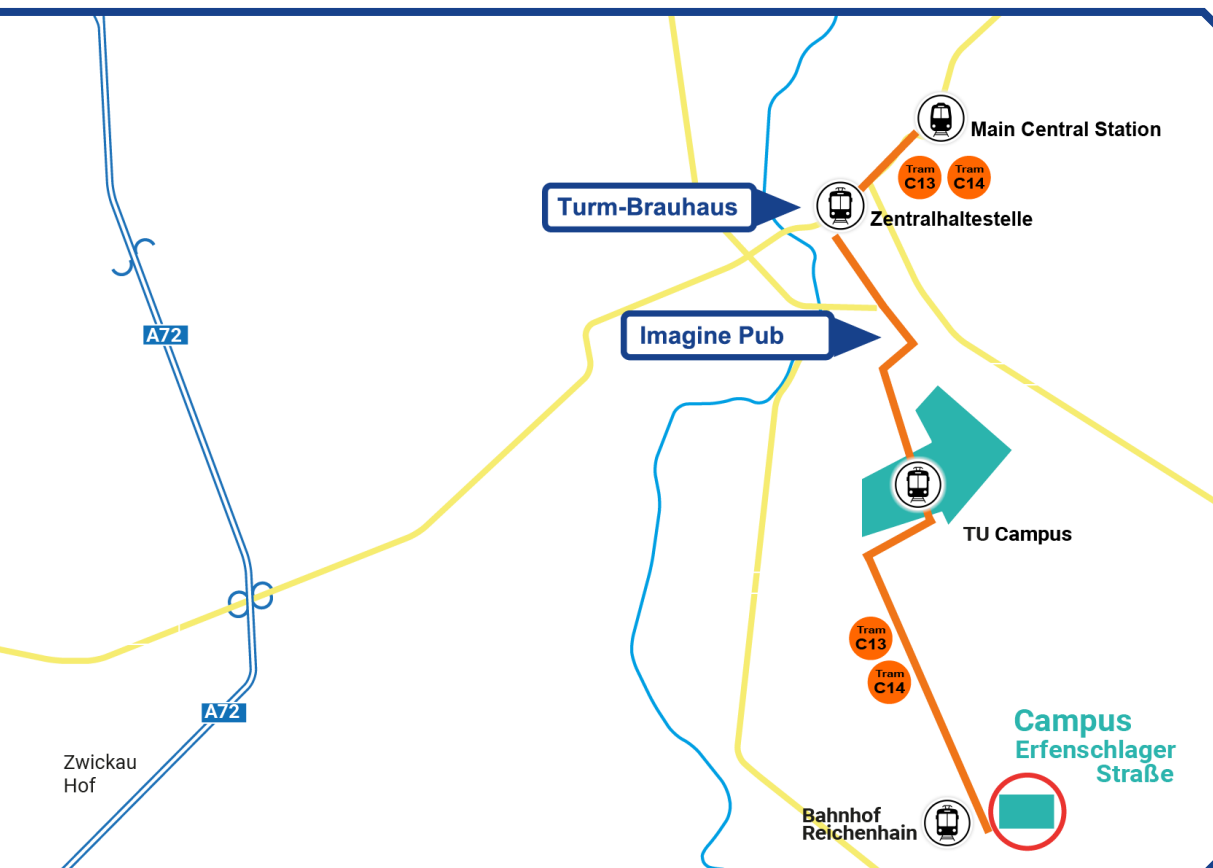 Main Central Station
Tram
C13
Tram
C14
Turm-Brauhaus
Zentralhaltestelle
A72
Imagine Pub
TU Campus
Tram
C13
Tram
C14
A72
Campus
Erfenschlager
Straße
Zwickau
Hof
Bahnhof
Reichenhain